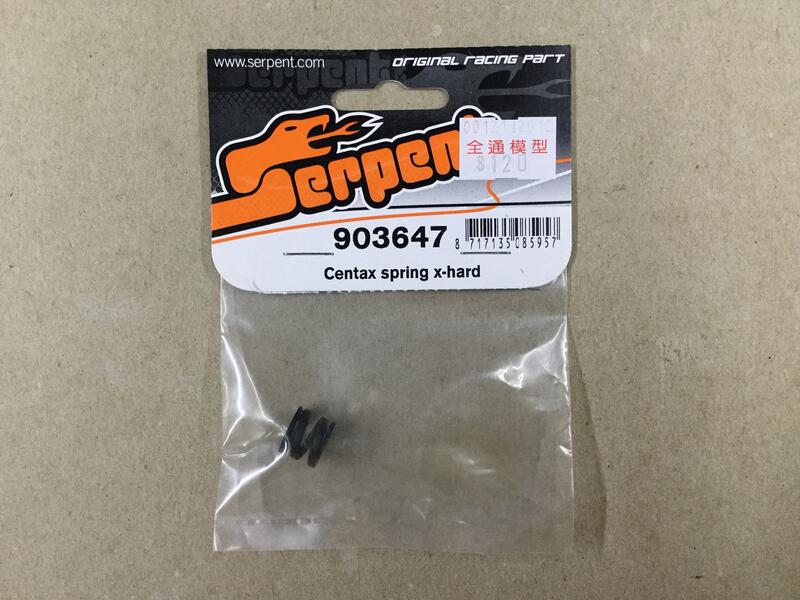 www.serpent.com
ORIGINAL RACING PART
Serpent
Serpent
全通模型
$120
903647
8 717135 085957
Centax spring x-hard